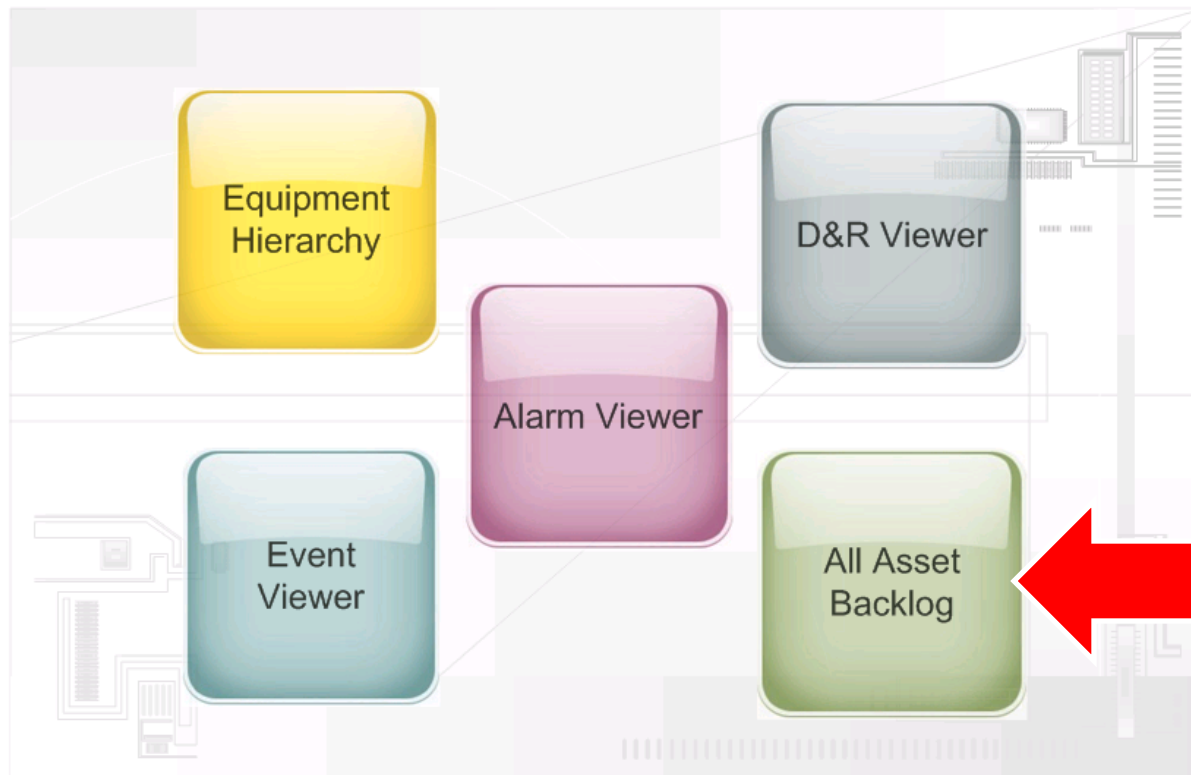 Equipment
Hierarchy
D&R Viewer
Alarm Viewer
Event
Viewer
All Asset
Backlog